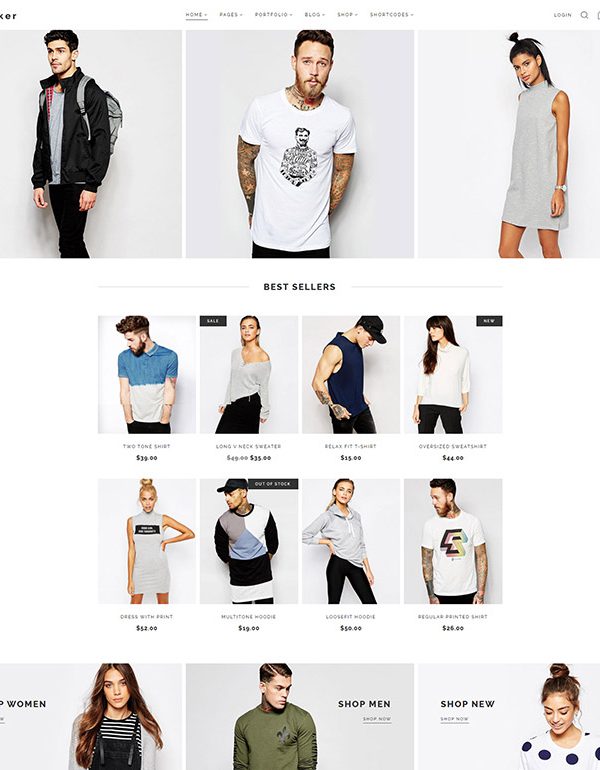 ker
HOME PAGES PORTFOLIO BLOG SHOP SHORTCODES LOGIN
BEST SELLERS
SALE
NEW
TWO TONE SHIRT LONG V NECK SWEATER RELAX FIT T-SHIRT OVERSIZED SWEATSHIRT
$39.00 $49.00 $35.00 $15.00 $44.00
OUT OF STOCK
DRESS WITH PRINT MULTITONE HOODIE LOOSEFIT HOODIE REGULAR PRINTED SHIRT
$52.00 $19.00 $50.00 $26.00
P WOMEN SHOP MEN SHOP NEW
SHOP NOW SHOP NOW